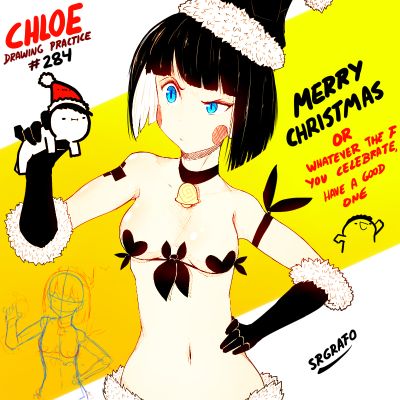 CHLOE
DRAWING PRACTICE
# 284
MERRY
CHRISTMAS
OR
WHATEVER THE F
YOU CELEBRATE,
HAVE A GOOD
ONE
SRGRAFO